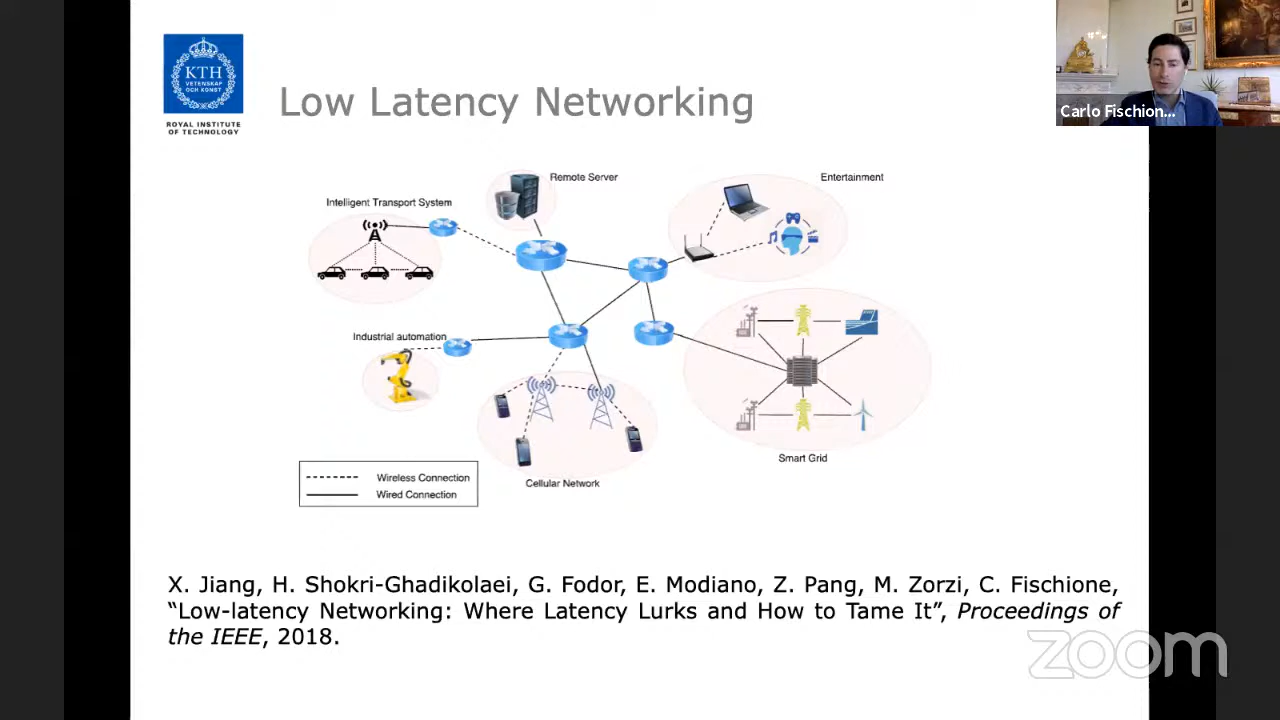 KTH
VETENSKAP
OCH KONST
ROYAL INSTITUTE
OF TECHNOLOGY
Low Latency Networking
Carlo Fischion...
Remote Server
Entertainment
Intelligent Transport System
Industrial automation
Smart Grid
Cellular Network
Wireless Connection
Wired Connection
X. Jiang, H. Shokri-Ghadikolaei, G. Fodor, E. Modiano, Z. Pang, M. Zorzi, C. Fischione,
“Low-latency Networking: Where Latency Lurks and How to Tame It”, Proceedings of
the IEEE, 2018.
zoom